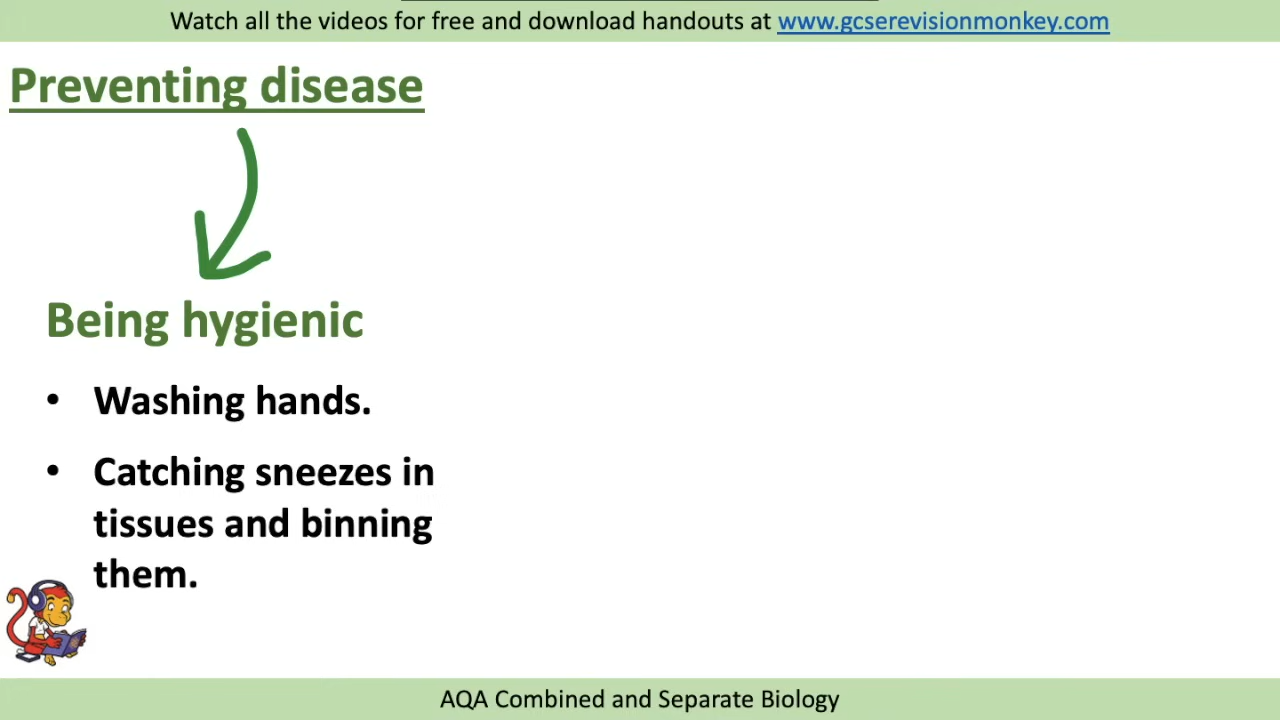 Watch all the videos for free and download handouts at www.gcserevisionmonkey.com
Preventing disease
Being hygienic
• Washing hands.
• Catching sneezes in
tissues and binning
them.
AQA Combined and Separate Biology